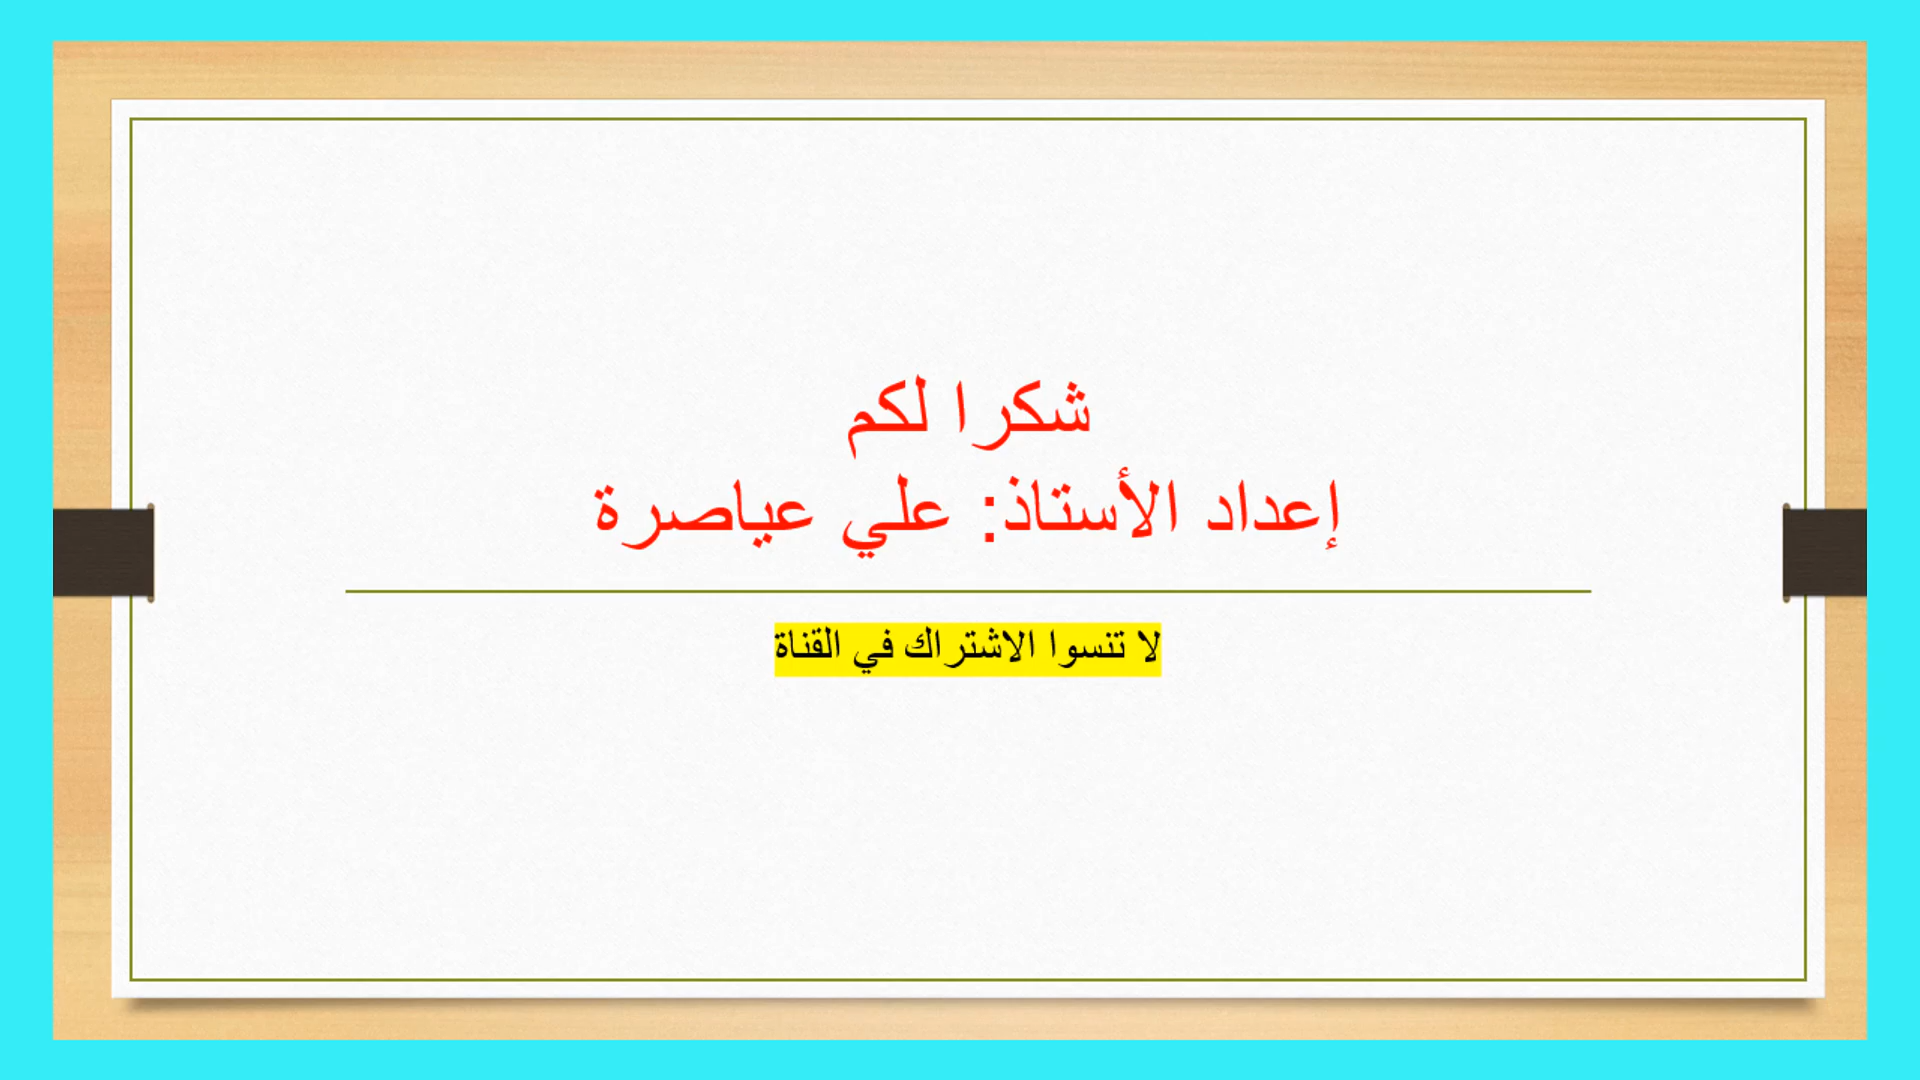 شكرا لكم
إعداد الأستاذ: علي عياصرة
لا تنسوا الاشتراك في القناة